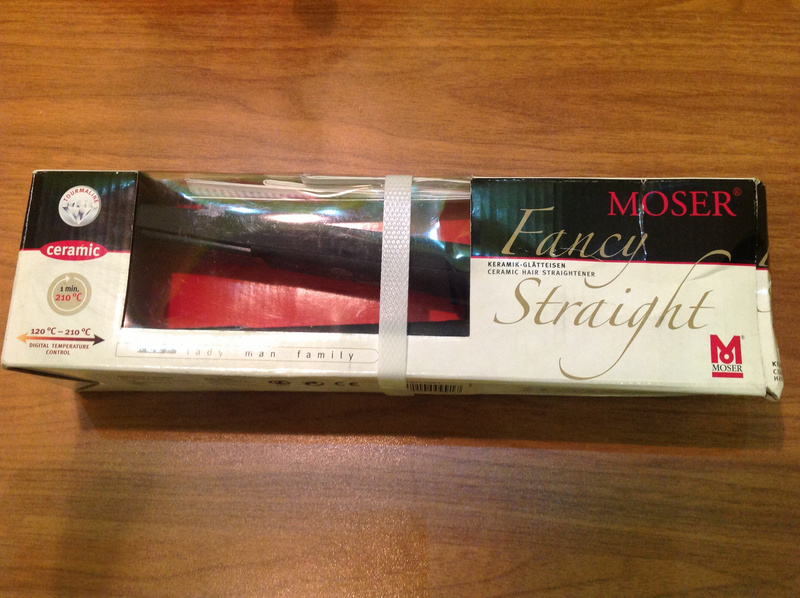 TOURMALINE
ceramic
1 min.
210 °C
120 °C – 210 °C
DIGITAL TEMPERATURE
CONTROL
lady man family
CE
MOSER®
Fancy
KERAMIK-GLÄTTEISEN
CERAMIC HAIR STRAIGHTENER
Straight
MOSER